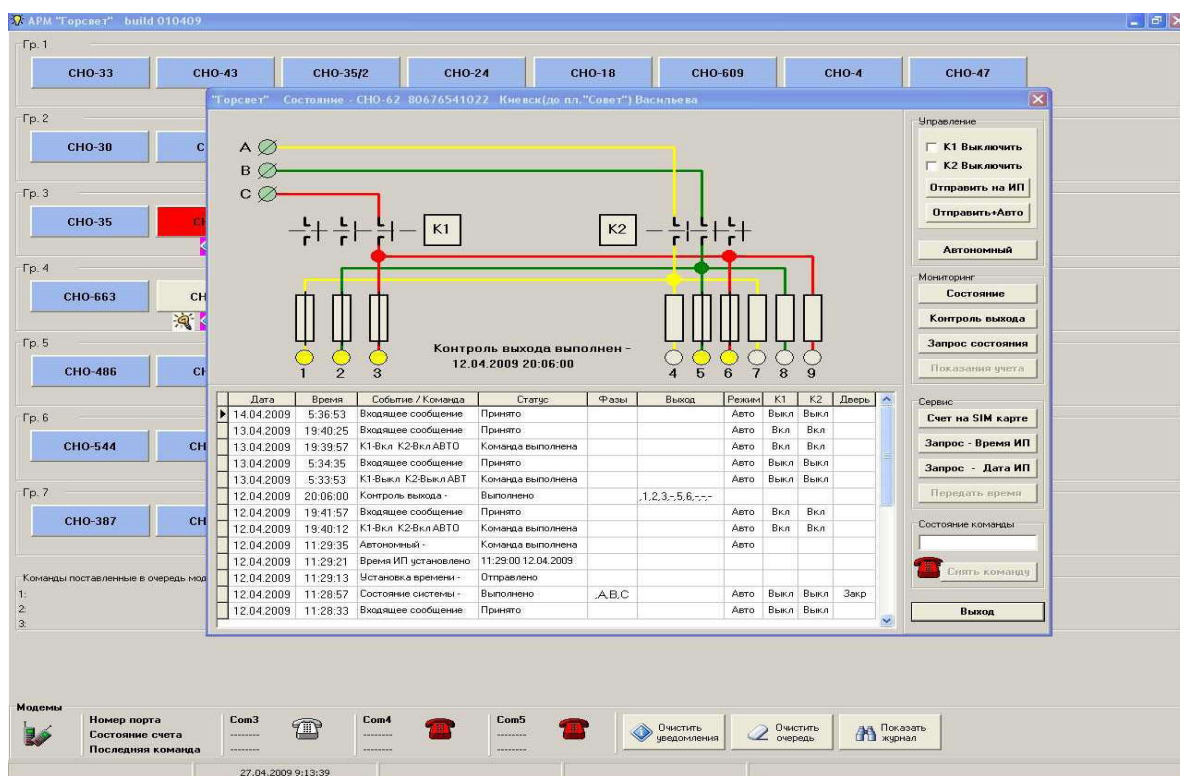 АРМ "Горсвет" build 010409
Гр. 1
СНО-33 СНО-43 СНО-35/2 СНО-24 СНО-18 СНО-609 СНО-4 СНО-47
"Горсвет" Состояние - СНО-62 80676541022 Киевск(до пл."Совет") Васильева
Гр. 2
СНО-30
Гр. 3
СНО-35
Гр. 4
СНО-663 СН
Гр. 5
СНО-486 СН
Гр. 6
СНО-544 СН
Гр. 7
СНО-387 СН
Команды поставленные в очередь мод
1:
2:
3:
A
B
C
K1
K2
Контроль выхода выполнен -
12.04.2009 20:06:00
1 2 3 4 5 6 7 8 9
Управление
К1 Выключить
К2 Выключить
Отправить на ИП
Отправить+Авто
Автономный
Мониторинг
Состояние
Контроль выхода
Запрос состояния
Показания учета
Сервис
Счет на SIM карте
Запрос - Время ИП
Запрос - Дата ИП
Передать время
Состояние команды
Снять команду
Выход
Дата Время Событие / Команда Статус Фазы Выход Режим К1 К2 Дверь
14.04.2009 5:36:53 Входящее сообщение Принято Авто Выкл Выкл
13.04.2009 19:40:25 Входящее сообщение Принято Авто Вкл Вкл
13.04.2009 19:39:57 К1-Вкл К2-Вкл АВТО Команда выполнена Авто Вкл Вкл
13.04.2009 5:34:35 Входящее сообщение Принято Авто Выкл Выкл
13.04.2009 5:33:53 К1-Выкл К2-Выкл АВТ Команда выполнена Авто Выкл Выкл
12.04.2009 20:06:00 Контроль выхода - Выполнено ,1,2,3,-,5,6,-,-,-
12.04.2009 19:41:57 Входящее сообщение Принято Авто Вкл Вкл
12.04.2009 19:40:12 К1-Вкл К2-Вкл АВТО Команда выполнена Авто Вкл Вкл
12.04.2009 11:29:35 Автономный - Команда выполнена Авто
12.04.2009 11:29:21 Время ИП установлено 11:29:00 12.04.2009
12.04.2009 11:29:13 Установка времени - Отправлено
12.04.2009 11:28:57 Состояние системы - Выполнено ,A,B,C Авто Выкл Выкл Закр
12.04.2009 11:28:33 Входящее сообщение Принято Авто Выкл Выкл
Модемы
Номер порта Com3 Com4 Com5
Состояние счета -------- -------- --------
Последняя команда -------- -------- --------
Очистить уведомления
Очистить очередь
Показать журнал
27.04.2009 9:13:39